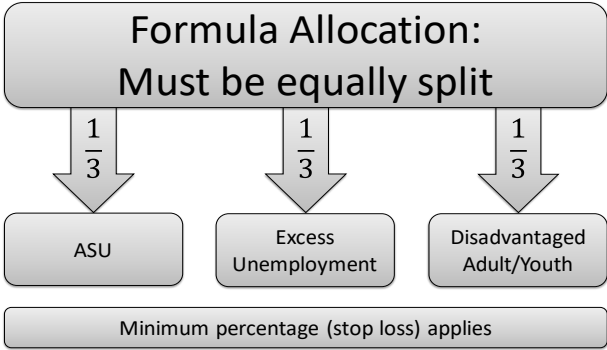 Formula Allocation:
Must be equally split
1/3 1/3 1/3
ASU
Excess
Unemployment
Disadvantaged
Adult/Youth
Minimum percentage (stop loss) applies